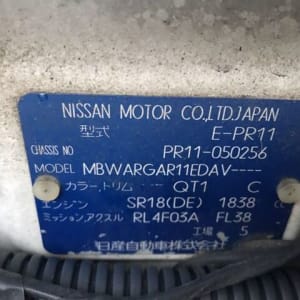 NISSAN MOTOR CO.,LTD.JAPAN
型式 E-PR11
CHASSIS NO PR11-050256
MODEL MBWARGAR11EDAV----
カラー,トリム QT1 C
エンジン SR18(DE) 1838 cc
ミッション アクスル RL4F03A FL38
工場 5
日産自動車株式会社